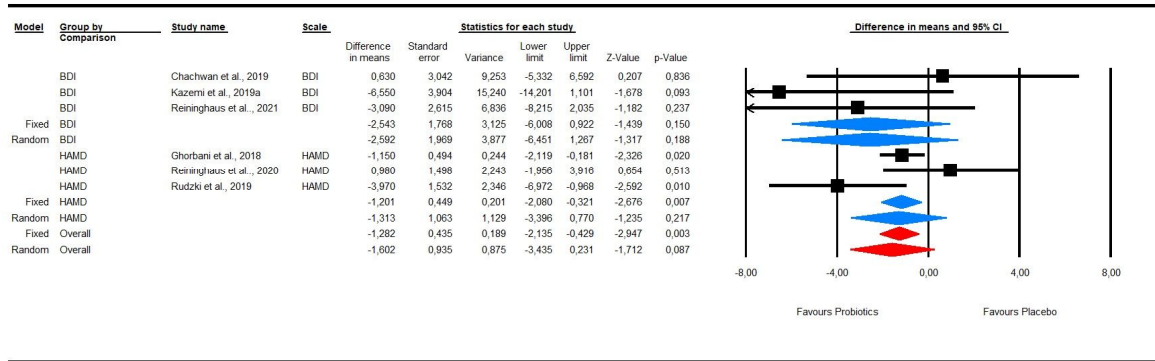 Model Group by Comparison Study name Scale Statistics for each study Difference in means and 95% CI
Difference in means Standard error Variance Lower limit Upper limit Z-Value p-Value
BDI Chachwan et al., 2019 BDI 0,630 3,042 9,253 -5,332 6,592 0,207 0,836
BDI Kazemi et al., 2019a BDI -6,550 3,904 15,240 -14,201 1,101 -1,678 0,093
BDI Reininghaus et al.., 2021 BDI -3,090 2,615 6,836 -8,215 2,035 -1,182 0,237
Fixed BDI -2,543 1,768 3,125 -6,008 0,922 -1,439 0,150
Random BDI -2,592 1,969 3,877 -6,451 1,267 -1,317 0,188
HAMD Ghorbani et al., 2018 HAMD -1,150 0,494 0,244 -2,119 -0,181 -2,326 0,020
HAMD Reininghaus et al., 2020 HAMD 0,980 1,498 2,243 -1,956 3,916 0,654 0,513
HAMD Rudzki et al., 2019 HAMD -3,970 1,532 2,346 -6,972 -0,968 -2,592 0,010
Fixed HAMD -1,201 0,449 0,201 -2,080 -0,321 -2,676 0,007
Random HAMD -1,313 1,063 1,129 -3,396 0,770 -1,235 0,217
Fixed Overall -1,282 0,435 0,189 -2,135 -0,429 -2,947 0,003
Random Overall -1,602 0,935 0,875 -3,435 0,231 -1,712 0,087
-8,00 -4,00 0,00 4,00 8,00
Favours Probiotics Favours Placebo